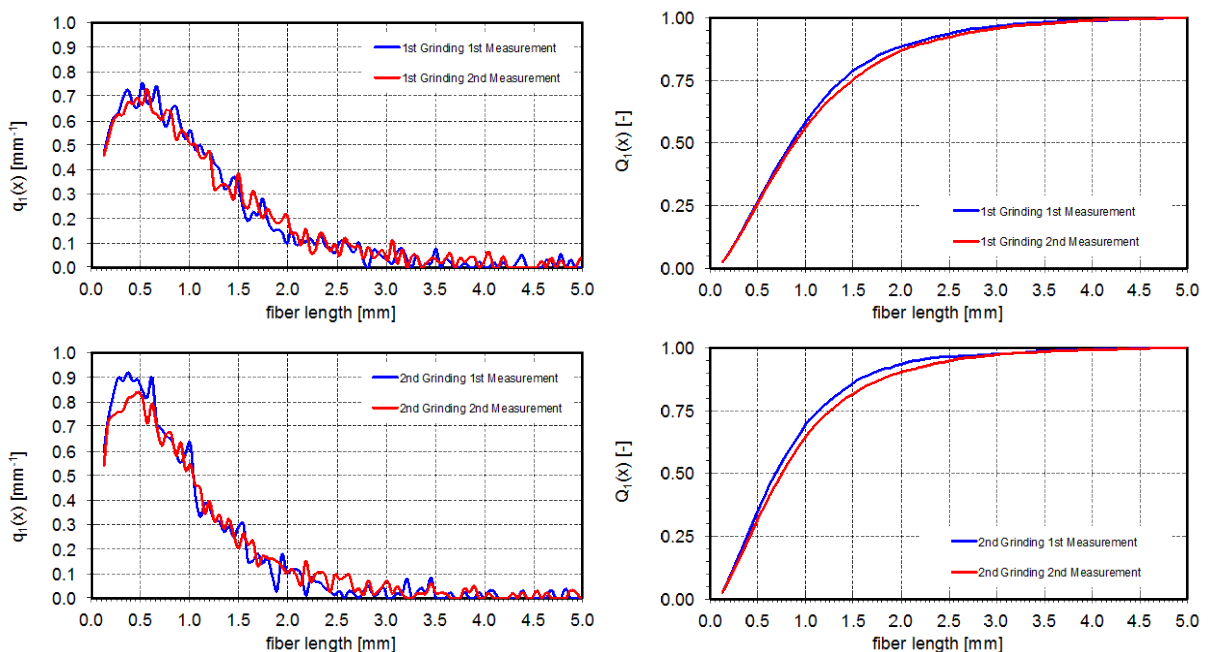 1.0
0.9
0.8
0.7
0.6
0.5
0.4
0.3
0.2
0.1
0.0
q₁(x) [mm⁻¹]
1st Grinding 1st Measurement
1st Grinding 2nd Measurement
0.0 0.5 1.0 1.5 2.0 2.5 3.0 3.5 4.0 4.5 5.0
fiber length [mm]
1.00
0.75
0.50
0.25
0.00
Q₁(x) [-]
1st Grinding 1st Measurement
1st Grinding 2nd Measurement
0.0 0.5 1.0 1.5 2.0 2.5 3.0 3.5 4.0 4.5 5.0
fiber length [mm]
1.0
0.9
0.8
0.7
0.6
0.5
0.4
0.3
0.2
0.1
0.0
q₁(x) [mm⁻¹]
2nd Grinding 1st Measurement
2nd Grinding 2nd Measurement
0.0 0.5 1.0 1.5 2.0 2.5 3.0 3.5 4.0 4.5 5.0
fiber length [mm]
1.00
0.75
0.50
0.25
0.00
Q₁(x) [-]
2nd Grinding 1st Measurement
2nd Grinding 2nd Measurement
0.0 0.5 1.0 1.5 2.0 2.5 3.0 3.5 4.0 4.5 5.0
fiber length [mm]